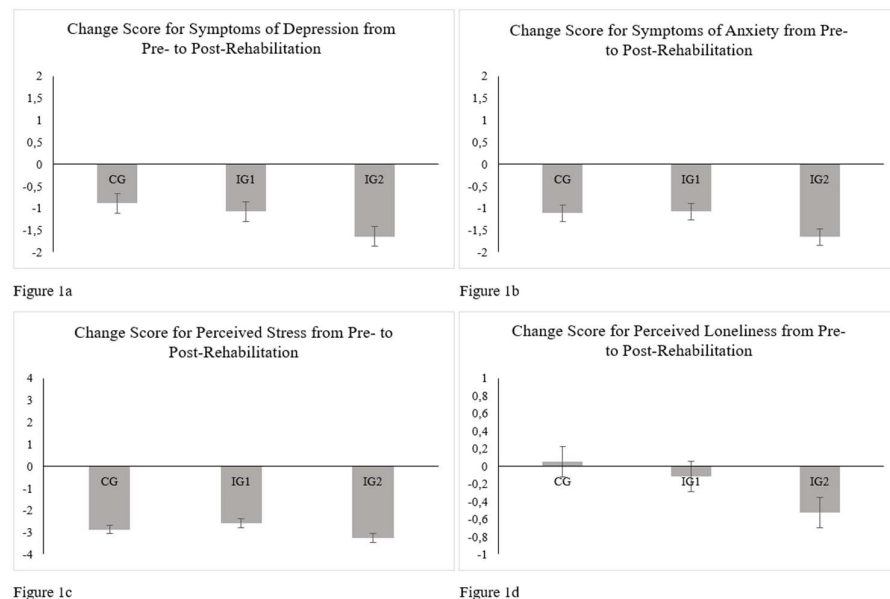 Change Score for Symptoms of Depression from
Pre- to Post-Rehabilitation
2
1,5
1
0,5
0
-0,5
-1
-1,5
-2
CG
IG1
IG2
Figure 1a
Change Score for Symptoms of Anxiety from Pre-
to Post-Rehabilitation
2
1,5
1
0,5
0
-0,5
-1
-1,5
-2
CG
IG1
IG2
Figure 1b
Change Score for Perceived Stress from Pre- to
Post-Rehabilitation
4
3
2
1
0
-1
-2
-3
-4
CG
IG1
IG2
Figure 1c
Change Score for Perceived Loneliness from Pre-
to Post-Rehabilitation
1
0,8
0,6
0,4
0,2
0
-0,2
-0,4
-0,6
-0,8
-1
CG
IG1
IG2
Figure 1d